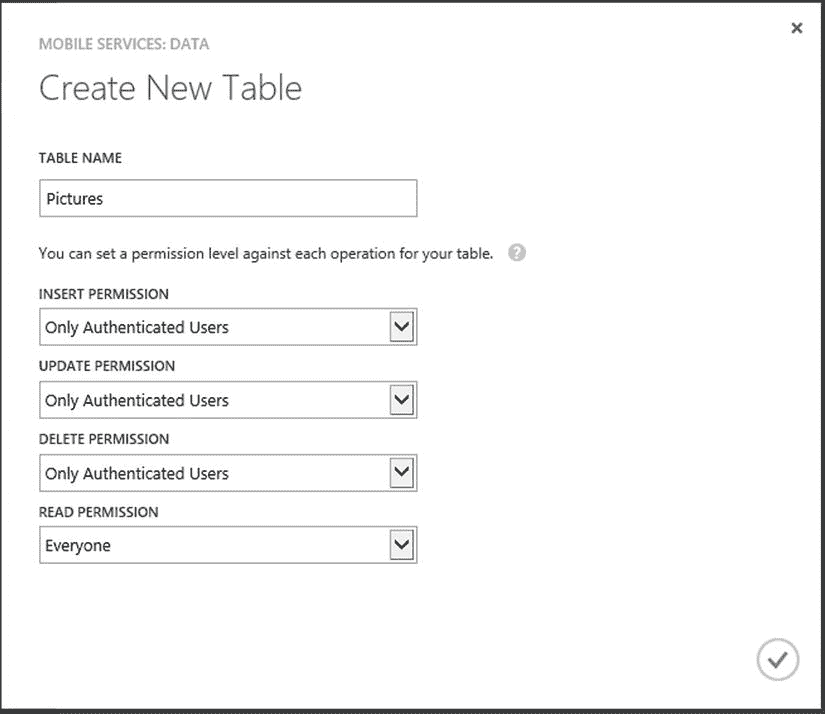 MOBILE SERVICES: DATA
Create New Table
TABLE NAME
Pictures
You can set a permission level against each operation for your table. ?
INSERT PERMISSION
Only Authenticated Users
UPDATE PERMISSION
Only Authenticated Users
DELETE PERMISSION
Only Authenticated Users
READ PERMISSION
Everyone